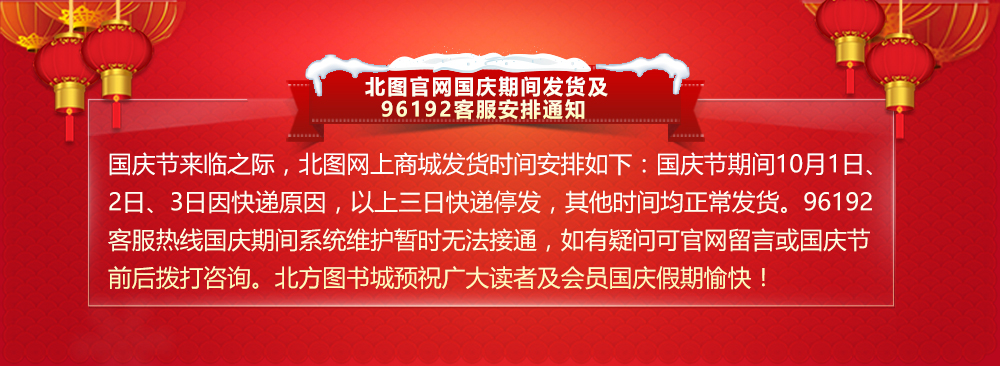 北图官网国庆期间发货及
96192客服安排通知
国庆节来临之际，北图网上商城发货时间安排如下：国庆节期间10月1日、
2日、3日因快递原因，以上三日快递停发，其他时间均正常发货。96192
客服热线国庆期间系统维护暂时无法接通，如有疑问可官网留言或国庆节
前后拨打咨询。北方图书城预祝广大读者及会员国庆假期愉快！